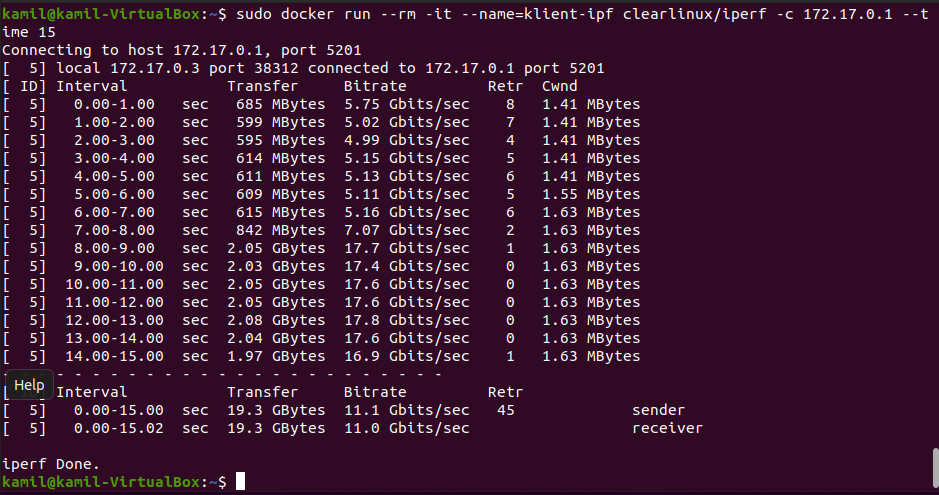 kamil@kamil-VirtualBox:~$ sudo docker run --rm -it --name=klient-ipf clearlinux/iperf -c 172.17.0.1 --t
ime 15
Connecting to host 172.17.0.1, port 5201
[  5] local 172.17.0.3 port 38312 connected to 172.17.0.1 port 5201
[ ID] Interval           Transfer     Bitrate         Retr  Cwnd
[  5]   0.00-1.00   sec   685 MBytes  5.75 Gbits/sec    8   1.41 MBytes
[  5]   1.00-2.00   sec   599 MBytes  5.02 Gbits/sec    7   1.41 MBytes
[  5]   2.00-3.00   sec   595 MBytes  4.99 Gbits/sec    4   1.41 MBytes
[  5]   3.00-4.00   sec   614 MBytes  5.15 Gbits/sec    5   1.41 MBytes
[  5]   4.00-5.00   sec   611 MBytes  5.13 Gbits/sec    6   1.41 MBytes
[  5]   5.00-6.00   sec   609 MBytes  5.11 Gbits/sec    5   1.55 MBytes
[  5]   6.00-7.00   sec   615 MBytes  5.16 Gbits/sec    6   1.63 MBytes
[  5]   7.00-8.00   sec   842 MBytes  7.07 Gbits/sec    2   1.63 MBytes
[  5]   8.00-9.00   sec  2.05 GBytes  17.7 Gbits/sec    1   1.63 MBytes
[  5]   9.00-10.00  sec  2.03 GBytes  17.4 Gbits/sec    0   1.63 MBytes
[  5]  10.00-11.00  sec  2.05 GBytes  17.6 Gbits/sec    0   1.63 MBytes
[  5]  11.00-12.00  sec  2.05 GBytes  17.6 Gbits/sec    0   1.63 MBytes
[  5]  12.00-13.00  sec  2.08 GBytes  17.8 Gbits/sec    0   1.63 MBytes
[  5]  13.00-14.00  sec  2.04 GBytes  17.6 Gbits/sec    0   1.63 MBytes
[  5]  14.00-15.00  sec  1.97 GBytes  16.9 Gbits/sec    1   1.63 MBytes
- - - - - - - - - - - - - - - - - - - - - - - - -
Help
Interval           Transfer     Bitrate         Retr
[  5]   0.00-15.00  sec  19.3 GBytes  11.1 Gbits/sec   45             sender
[  5]   0.00-15.02  sec  19.3 GBytes  11.0 Gbits/sec                  receiver
iperf Done.
kamil@kamil-VirtualBox:~$